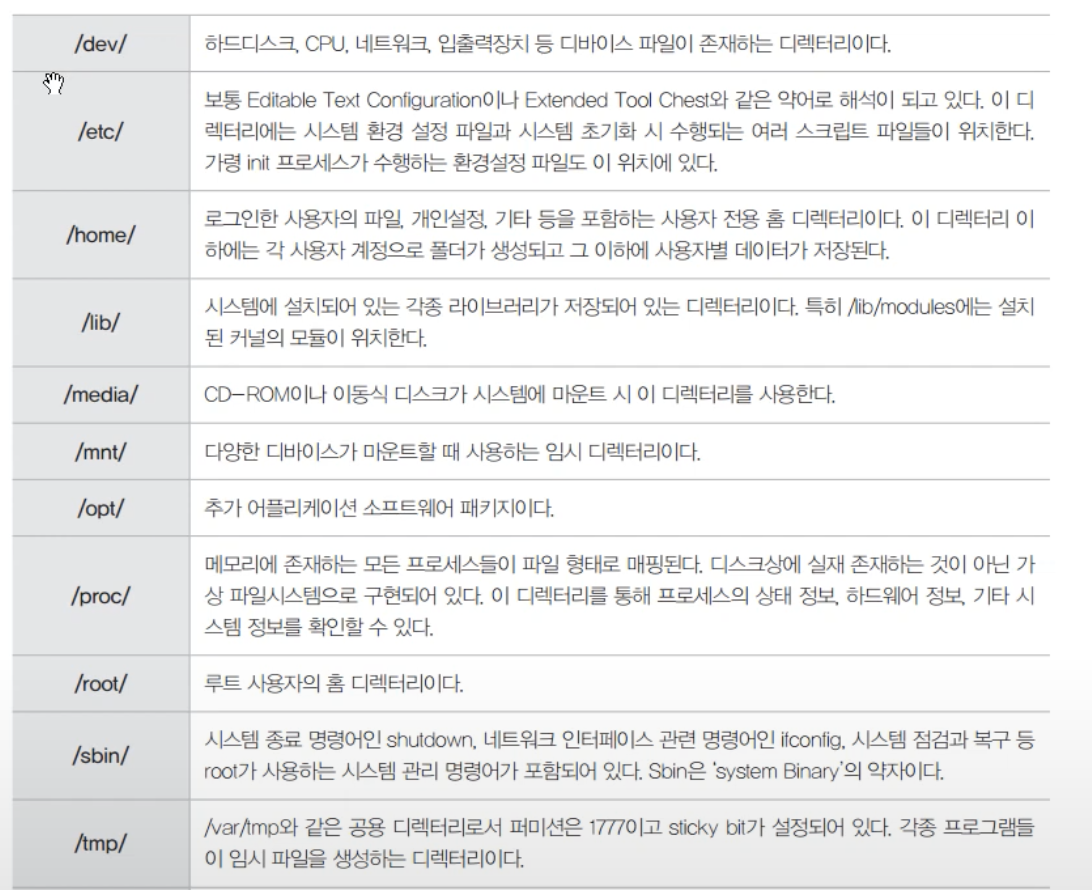 /dev/
하드디스크, CPU, 네트워크, 입출력장치 등 디바이스 파일이 존재하는 디렉터리이다.
/etc/
보통 Editable Text Configuration이나 Extended Tool Chest와 같은 약어로 해석이 되고 있다. 이 디
렉터리에는 시스템 환경 설정 파일과 시스템 초기화 시 수행되는 여러 스크립트 파일들이 위치한다.
가령 init 프로세스가 수행하는 환경설정 파일도 이 위치에 있다.
/home/
로그인한 사용자의 파일, 개인설정, 기타 등을 포함하는 사용자 전용 홈 디렉터리이다. 이 디렉터리 이
하에는 각 사용자 계정으로 폴더가 생성되고 그 이하에 사용자별 데이터가 저장된다.
/lib/
시스템에 설치되어 있는 각종 라이브러리가 저장되어 있는 디렉터리이다. 특히 /lib/modules에는 설치
된 커널의 모듈이 위치한다.
/media/
CD-ROM이나 이동식 디스크가 시스템에 마운트 시 이 디렉터리를 사용한다.
/mnt/
다양한 디바이스가 마운트할 때 사용하는 임시 디렉터리이다.
/opt/
추가 어플리케이션 소프트웨어 패키지이다.
/proc/
메모리에 존재하는 모든 프로세스들이 파일 형태로 매핑된다. 디스크상에 실재 존재하는 것이 아닌 가
상 파일시스템으로 구현되어 있다. 이 디렉터리를 통해 프로세스의 상태 정보, 하드웨어 정보, 기타 시
스템 정보를 확인할 수 있다.
/root/
루트 사용자의 홈 디렉터리이다.
/sbin/
시스템 종료 명령어인 shutdown, 네트워크 인터페이스 관련 명령어인 ifconfig, 시스템 점검과 복구 등
root가 사용하는 시스템 관리 명령어가 포함되어 있다. Sbin은 'system Binary'의 약자이다.
/tmp/
/var/tmp와 같은 공용 디렉터리로서 퍼미션은 1777이고 sticky bit가 설정되어 있다. 각종 프로그램들
이 임시 파일을 생성하는 디렉터리이다.